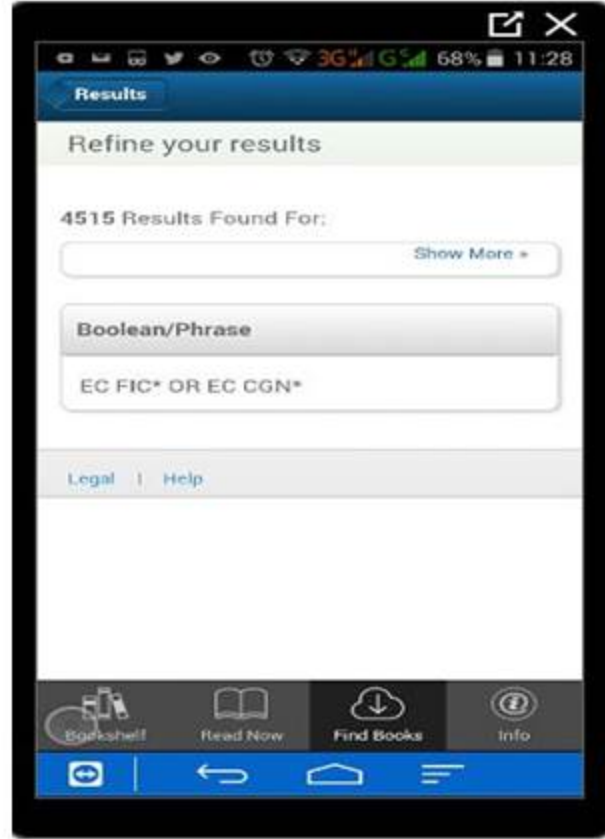 3G G 68% 11:28
Results
Refine your results
4515 Results Found For:
Show More »
Boolean/Phrase
EC FIC* OR EC CGN*
Legal | Help
Bookshelf Read Now Find Books Info